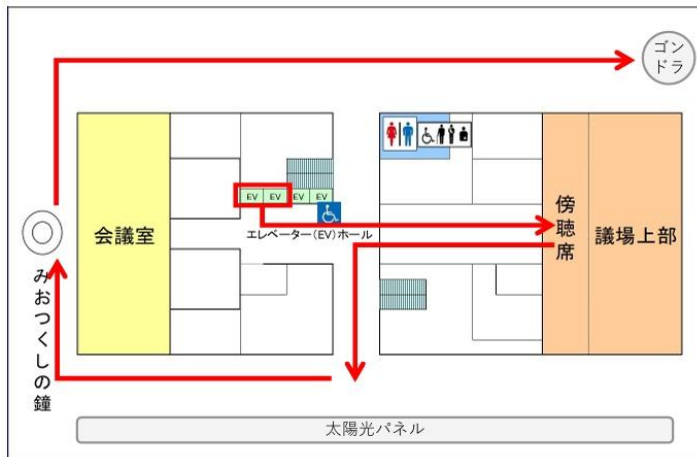 ゴン
ドラ
EV
EV
EV
EV
エレベーター(EV)ホール
会議室
傍聴席
議場上部
みおつくしの鐘
太陽光パネル